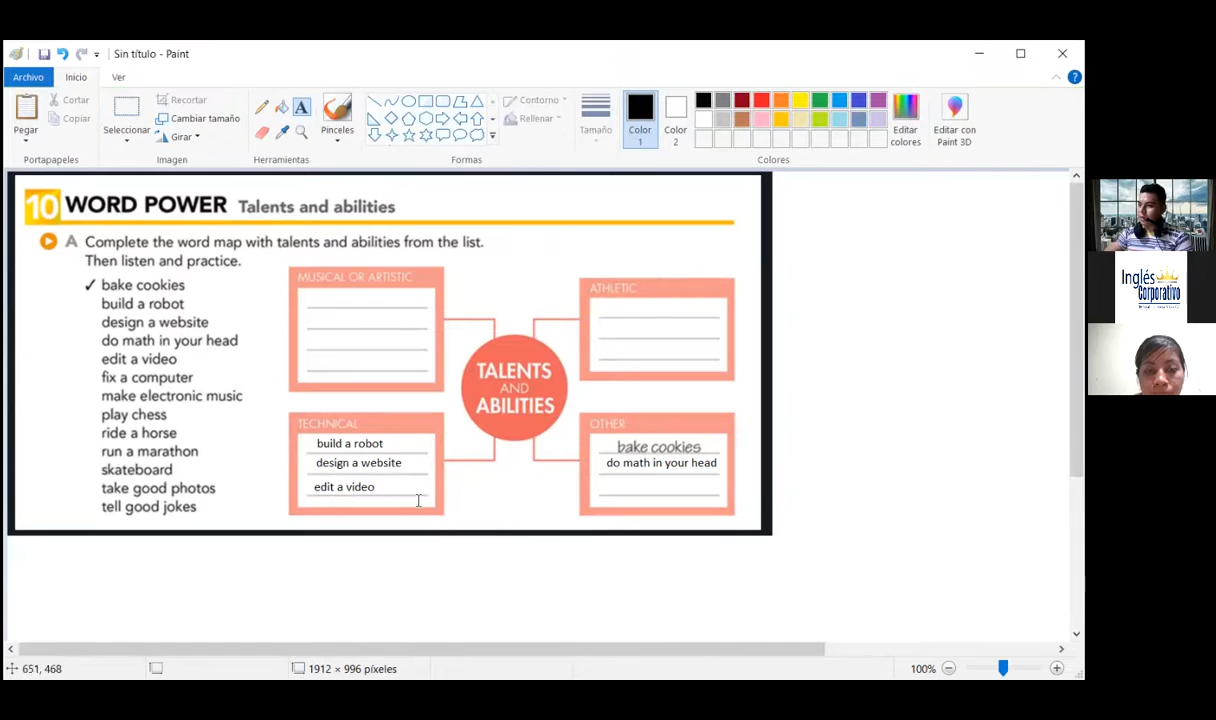 Sin título - Paint
Archivo
Inicio
Ver
Pegar
Cortar
Copiar
Portapapeles
Seleccionar
Recortar
Cambiar tamaño
Girar
Imagen
A
Herramientas
Pinceles
Contorno
Rellenar
Formas
Tamaño
Color
1
Color
2
Editar
colores
Editar con
Paint 3D
Colores
10 WORD POWER Talents and abilities
A Complete the word map with talents and abilities from the list.
Then listen and practice.
✓ bake cookies
build a robot
design a website
do math in your head
edit a video
fix a computer
make electronic music
play chess
ride a horse
run a marathon
skateboard
take good photos
tell good jokes
MUSICAL OR ARTISTIC
ATHLETIC
TALENTS
AND
ABILITIES
TECHNICAL
build a robot
design a website
edit a video
OTHER
bake cookies
do math in your head
Inglés
Corporativo
651, 468
1912 × 996 píxeles
100%